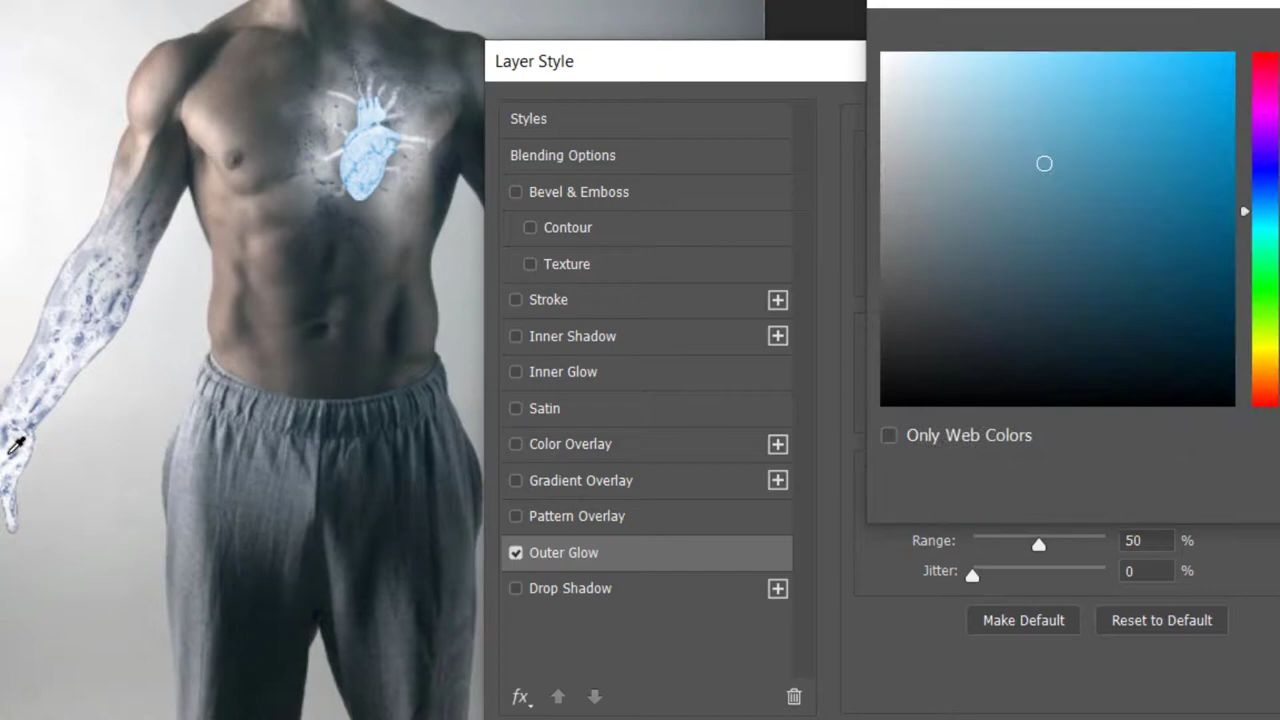 Layer Style
Styles
Blending Options
Bevel & Emboss
Contour
Texture
Stroke
Inner Shadow
Inner Glow
Satin
Color Overlay
Gradient Overlay
Pattern Overlay
Outer Glow
Drop Shadow
fx
Only Web Colors
Range: 50 %
Jitter: 0 %
Make Default Reset to Default